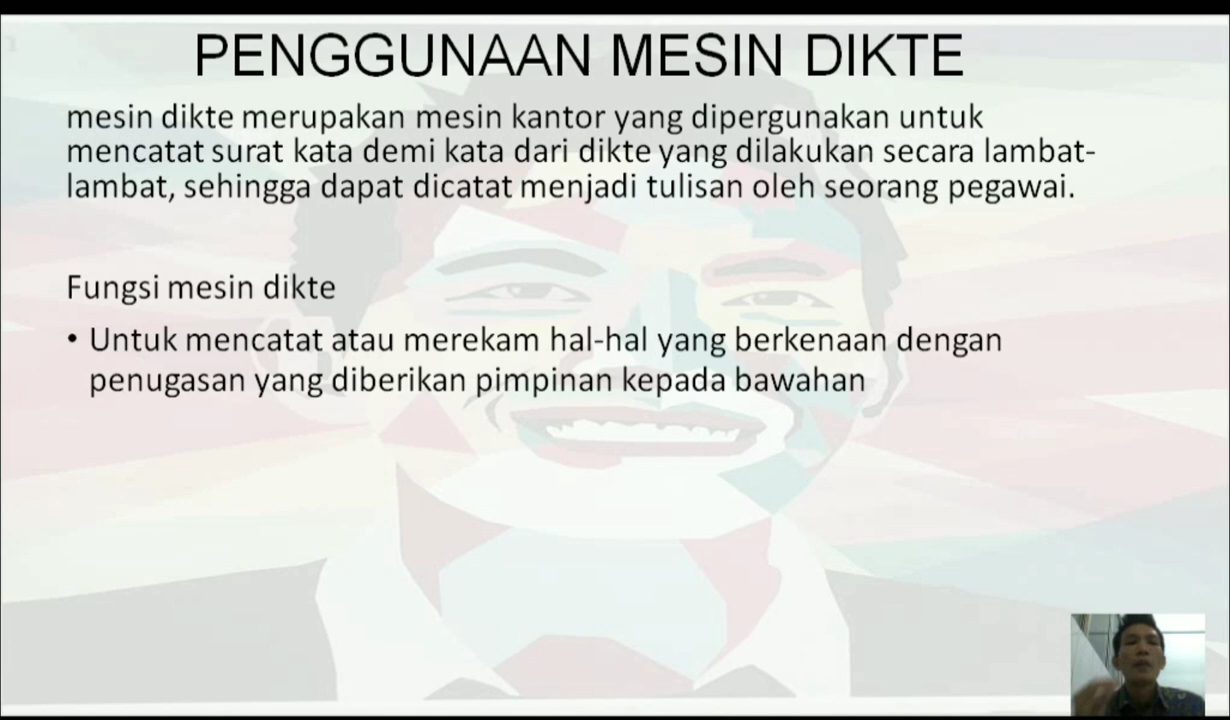 PENGGUNAAN MESIN DIKTE
mesin dikte merupakan mesin kantor yang dipergunakan untuk
mencatat surat kata demi kata dari dikte yang dilakukan secara lambat-
lambat, sehingga dapat dicatat menjadi tulisan oleh seorang pegawai.
Fungsi mesin dikte
• Untuk mencatat atau merekam hal-hal yang berkenaan dengan
penugasan yang diberikan pimpinan kepada bawahan